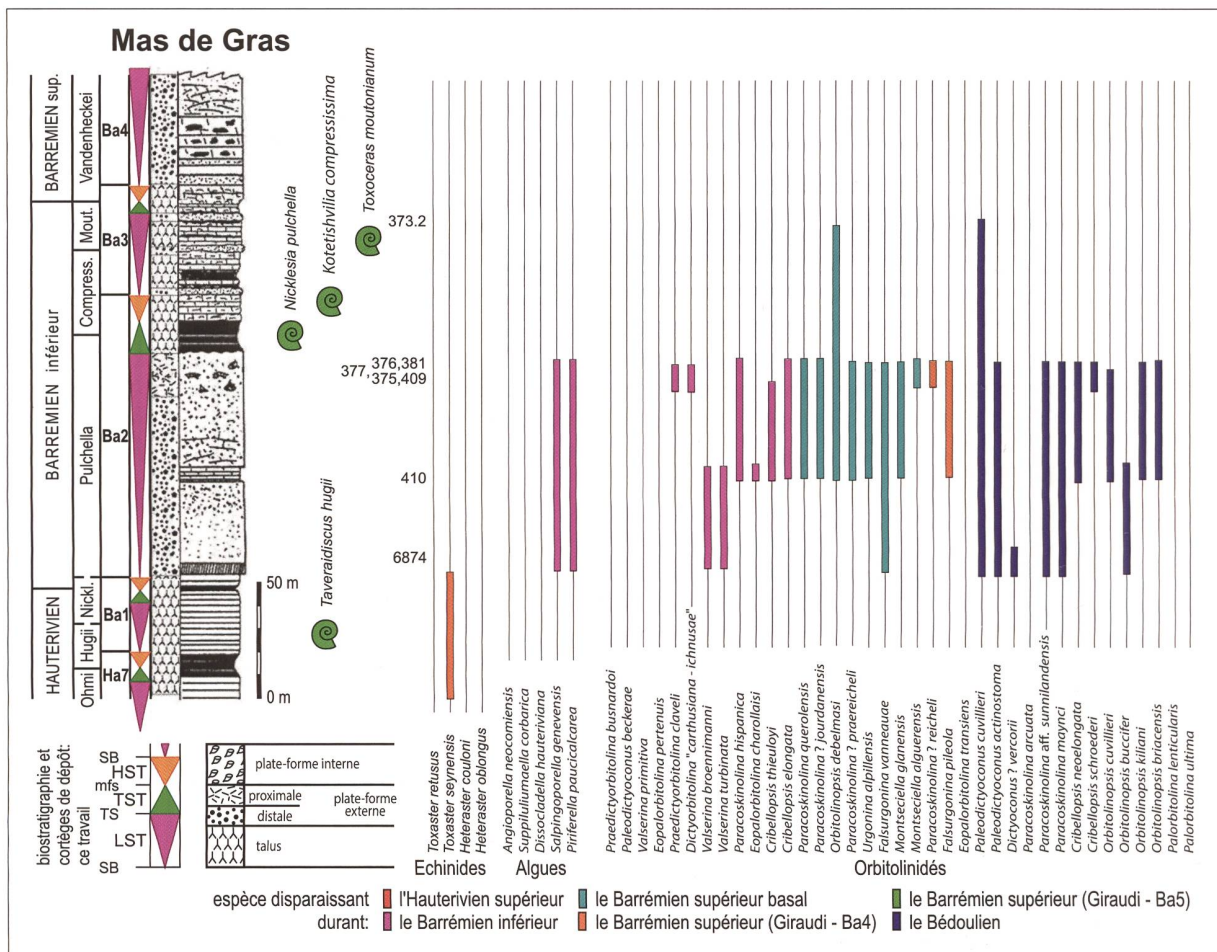 Mas de Gras
BARREMIEN sup.
BARREMIEN inférieur
HAUTERIVIEN
Vandenheckei
Mout.
Compress.
Pulchella
Nickl.
Hugii
Ohmi
Ba4
Ba3
Ba2
Ba1
Ha7
50 m
0 m
Taveraidiscus hugii
Nicklesia pulchella
Kotetishvilia compressissima
Toxoceras moutonianum
373.2
377, 376,381
375,409
410
6874
biostratigraphie et
cortéges de dépôt:
ce travail
SB
HST
mfs
TST
TS
LST
SB
plate-forme interne
proximale
distale
plate-forme
externe
talus
Toxaster retusus
Toxaster seynensis
Heteraster couloni
Heteraster oblongus
Echinides
Angioporella neocomiensis
Suppiluliumaella corbarica
Dissocladella hauteriviana
Salpingoporella genevensis
Piriferella paucicalcarea
Algues
Praedictyorbitolina busnardoi
Paleodictyoconus beckerae
Valserina primitiva
Eopalorbitolina pertenuis
Praedictyorbitolina claveli
Dictyorbitolina "carthusiana - ichnusae"
Valserina broennimanni
Valserina turbinata
Paracoskinolina hispanica
Eopalorbitolina charollaisi
Cribellopsis thieuloyi
Cribellopsis elongata
Paracoskinolina querolensis
Paracoskinolina ? jourdanensis
Orbitolinopsis debelmasi
Paracoskinolina ? praereicheli
Urgonina alpillensis
Falsurgonina vanneauae
Montseciella glanensis
Montseciella alguerensis
Paracoskinolina ? reicheli
Falsurgonina pileola
Eopalorbitolina transiens
Paleodictyoconus cuvillieri
Paleodictyoconus actinostoma
Dictyoconus ? vercorii
Paracoskinolina arcuata
Paracoskinolina aff. sunnilandensis
Paracoskinolina maynci
Cribellopsis neoelongata
Cribellopsis schroederi
Orbitolinopsis cuvillieri
Orbitolinopsis buccifer
Orbitolinopsis kiliani
Orbitolinopsis briacensis
Palorbitolina lenticularis
Palorbitolina ultima
Orbitolinidés
espèce disparaissant
durant:
l'Hauterivien supérieur
le Barrémien inférieur
le Barrémien supérieur basal
le Barrémien supérieur (Giraudi - Ba4)
le Barrémien supérieur (Giraudi - Ba5)
le Bédoulien